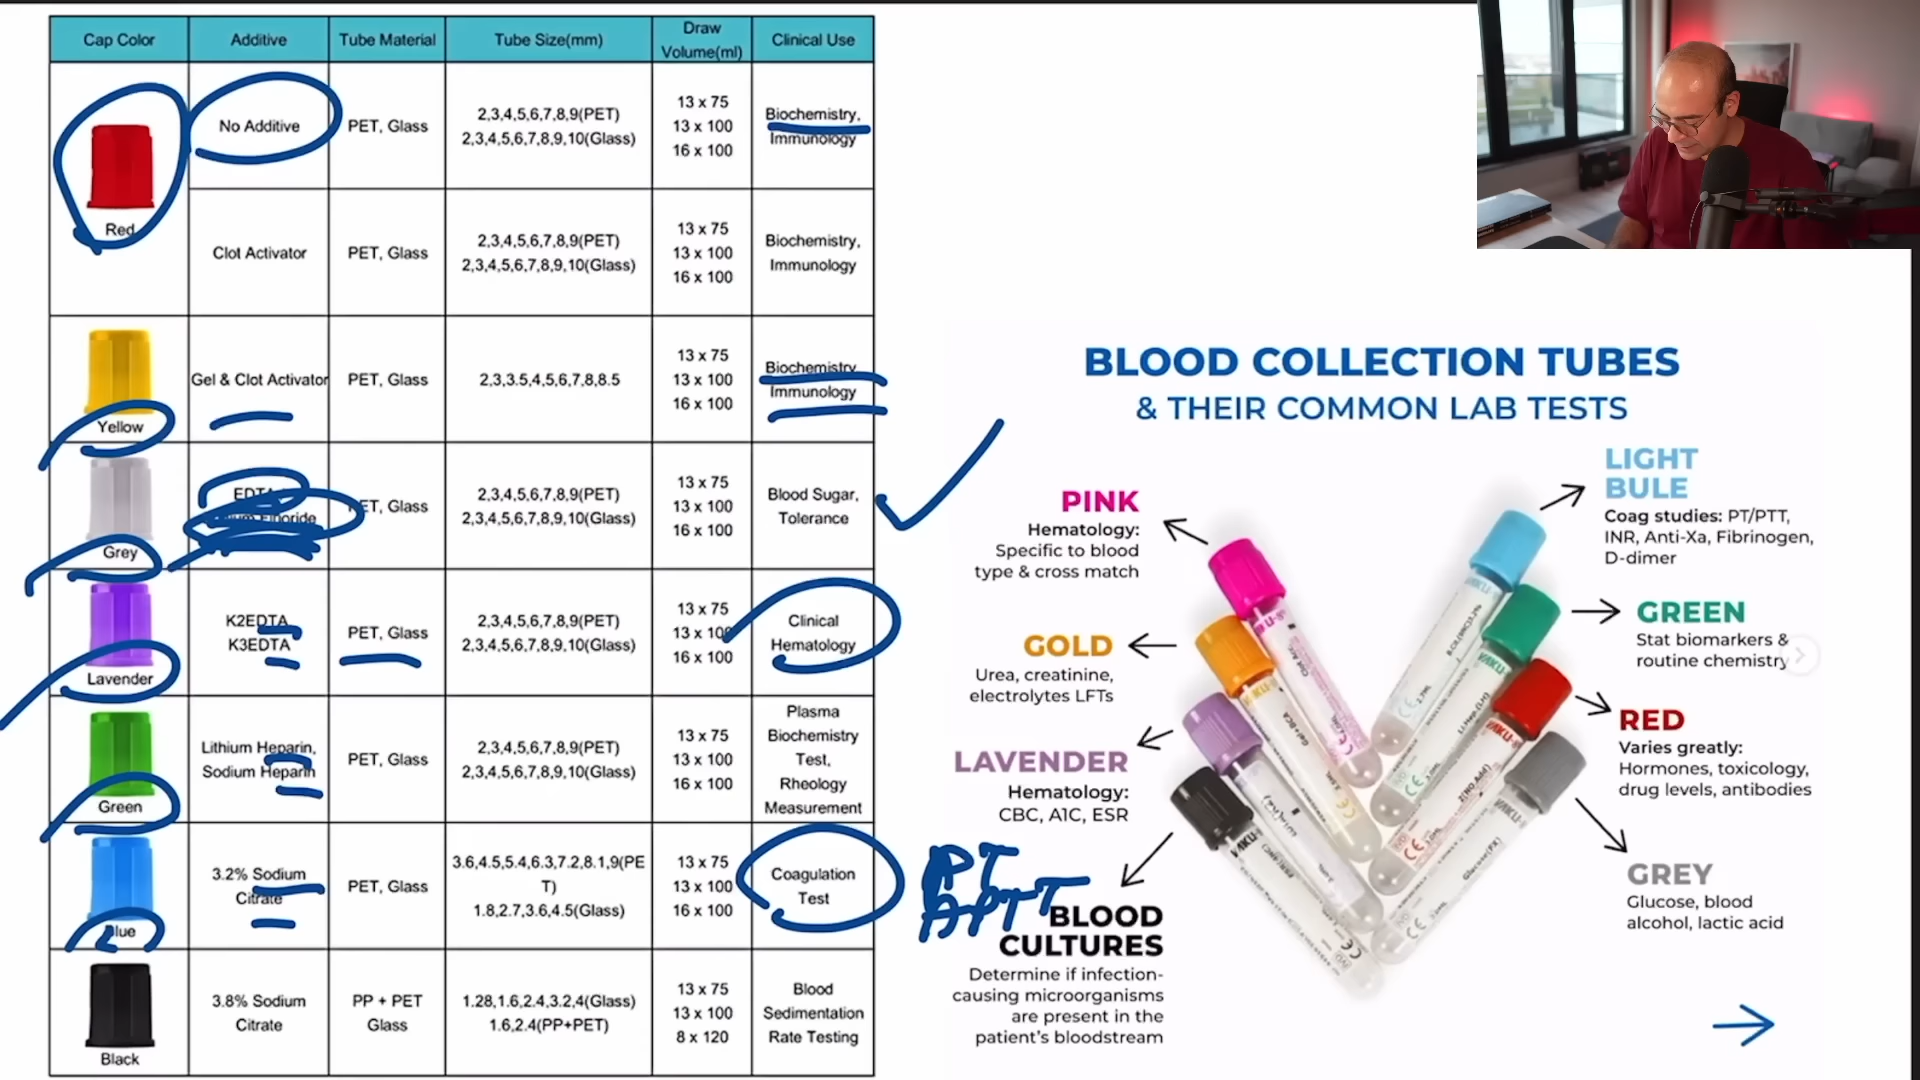 Cap Color
Additive
Tube Material
Tube Size(mm)
Draw
Volume(ml)
Clinical Use
Red
No Additive
PET, Glass
2,3,4,5,6,7,8,9(PET)
2,3,4,5,6,7,8,9,10(Glass)
13 x 75
13 x 100
16 x 100
Biochemistry,
Immunology
Clot Activator
PET, Glass
2,3,4,5,6,7,8,9(PET)
2,3,4,5,6,7,8,9,10(Glass)
13 x 75
13 x 100
16 x 100
Biochemistry,
Immunology
Yellow
Gel & Clot Activator
PET, Glass
2,3,3.5,4,5,6,7,8,8.5
13 x 75
13 x 100
16 x 100
Biochemistry
Immunology
Grey
EDTA
Fluoride
PET, Glass
2,3,4,5,6,7,8,9(PET)
2,3,4,5,6,7,8,9,10(Glass)
13 x 75
13 x 100
16 x 100
Blood Sugar,
Tolerance
Lavender
K2EDTA
K3EDTA
PET, Glass
2,3,4,5,6,7,8,9(PET)
2,3,4,5,6,7,8,9,10(Glass)
13 x 75
13 x 100
16 x 100
Clinical
Hematology
Green
Lithium Heparin,
Sodium Heparin
PET, Glass
2,3,4,5,6,7,8,9(PET)
2,3,4,5,6,7,8,9,10(Glass)
13 x 75
13 x 100
16 x 100
Plasma
Biochemistry
Test,
Rheology
Measurement
Blue
3.2% Sodium
Citrate
PET, Glass
3.6,4.5,5.4,6.3,7.2,8.1,9(PE
T)
1.8,2.7,3.6,4.5(Glass)
13 x 75
13 x 100
16 x 100
Coagulation
Test
PT
APTT
Black
3.8% Sodium
Citrate
PP + PET
Glass
1.28,1.6,2.4,3.2,4(Glass)
1.6,2.4(PP+PET)
13 x 75
13 x 100
8 x 120
Blood
Sedimentation
Rate Testing
BLOOD COLLECTION TUBES
& THEIR COMMON LAB TESTS
PINK
Hematology:
Specific to blood
type & cross match
GOLD
Urea, creatinine,
electrolytes LFTs
LAVENDER
Hematology:
CBC, A1C, ESR
BLOOD
CULTURES
Determine if infection-
causing microorganisms
are present in the
patient's bloodstream
LIGHT
BULE
Coag studies: PT/PTT,
INR, Anti-Xa, Fibrinogen,
D-dimer
GREEN
Stat biomarkers &
routine chemistry
RED
Varies greatly:
Hormones, toxicology,
drug levels, antibodies
GREY
Glucose, blood
alcohol, lactic acid